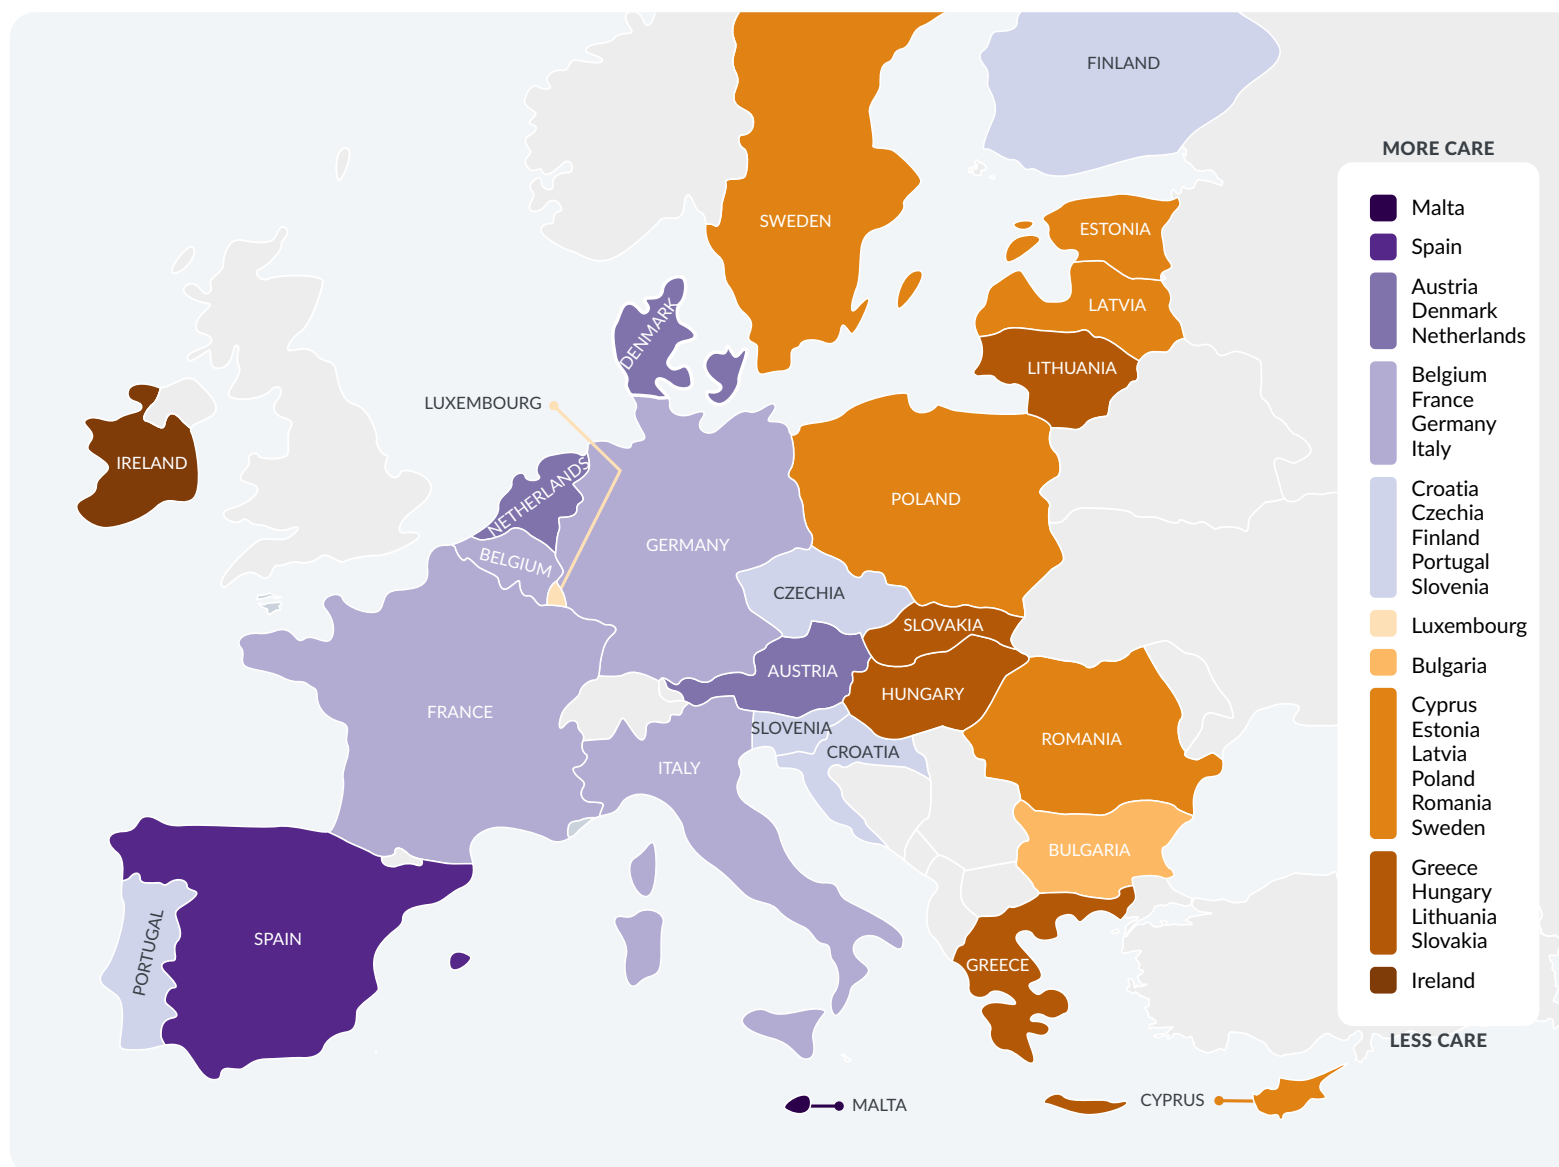 FINLAND
SWEDEN
ESTONIA
LATVIA
LITHUANIA
DENMARK
LUXEMBOURG
IRELAND
NETHERLANDS
POLAND
BELGIUM
GERMANY
CZECHIA
SLOVAKIA
AUSTRIA
HUNGARY
FRANCE
SLOVENIA
CROATIA
ROMANIA
ITALY
BULGARIA
PORTUGAL
SPAIN
GREECE
MALTA
CYPRUS
MORE CARE
Malta
Spain
Austria
Denmark
Netherlands
Belgium
France
Germany
Italy
Croatia
Czechia
Finland
Portugal
Slovenia
Luxembourg
Bulgaria
Cyprus
Estonia
Latvia
Poland
Romania
Sweden
Greece
Hungary
Lithuania
Slovakia
Ireland
LESS CARE